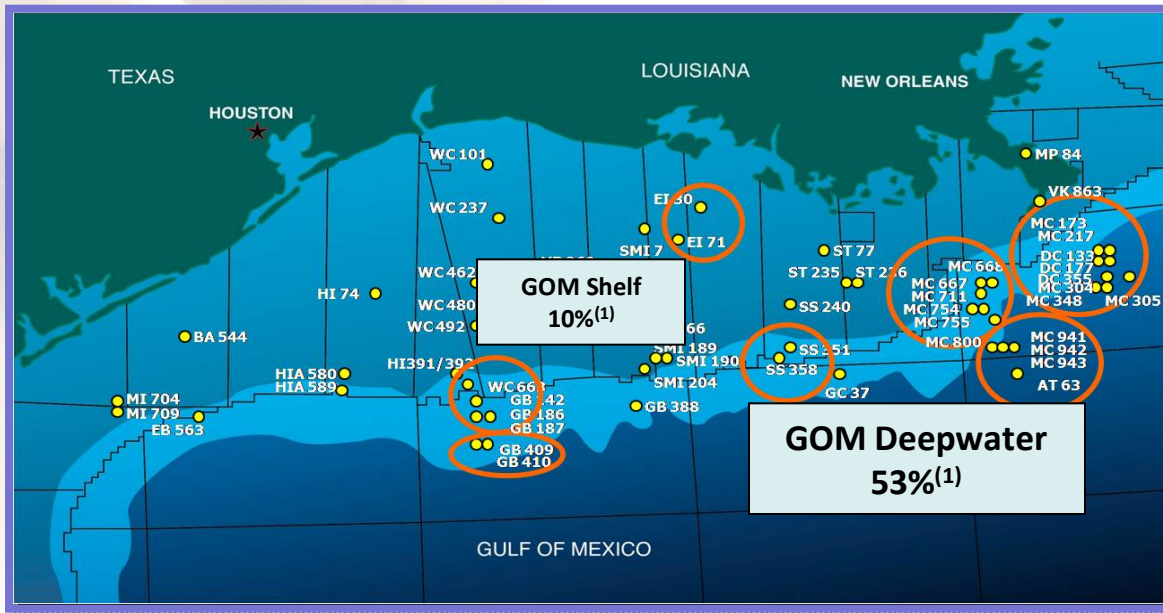 TEXAS
LOUISIANA
NEW ORLEANS
HOUSTON
WC 101
MP 84
VK 863
EI 30
WC 237
MC 173
MC 217
EI 71
SMI 7
ST 77
DC 133
DC 177
DC 355
MC 304
MC 348
MC 305
WC 462
ST 235
MC 668
MC 667
MC 711
MC 754
MC 755
GOM Shelf
10%(1)
HI 74
WC 480
SS 240
WC 492
66
BA 544
SMI 189
SMI 190
SS 351
MC 800
MC 941
MC 942
MC 943
HI391/392
SS 358
HIA 580
HIA 589
WC 663
SMI 204
AT 63
GC 37
MI 704
MI 709
GB 186
GB 187
GB 388
EB 563
GB 409
GB 410
GOM Deepwater
53%(1)
GULF OF MEXICO